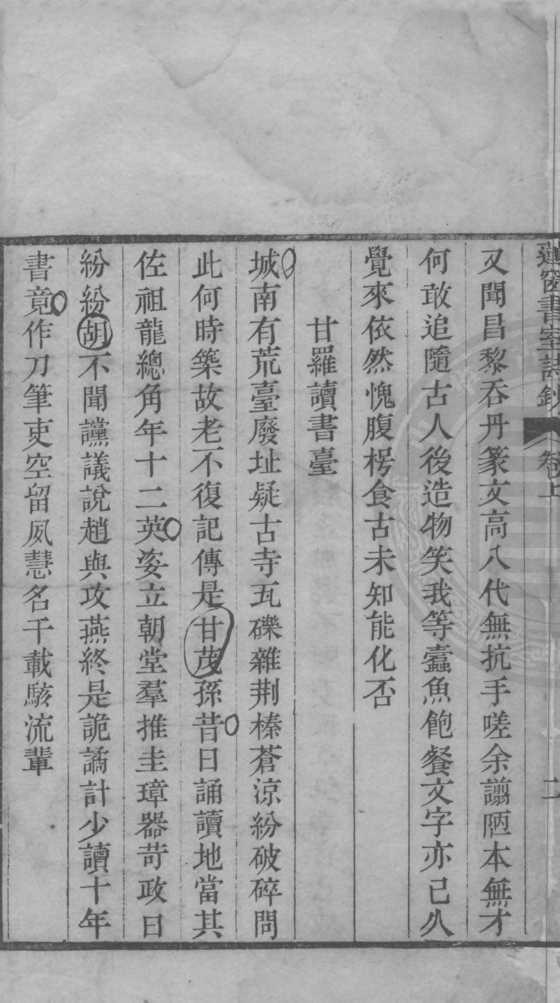 書室詩鈔 卷上 二
又聞昌黎吞丹篆文高八代無抗手嗟余謭陋本無才
何敢追隨古人後造物笑我等蠹魚飽餐文字亦已久
覺來依然愧腹枵食古未知能化否
甘羅讀書臺
城南有荒臺廢址疑古寺瓦礫雜荆榛蒼涼紛破碎問
此何時築故老不復記傳是甘茂孫昔日誦讀地當其
佐祖龍總角年十二英姿立朝堂羣推圭璋器苛政日
紛紛胡不聞讜議說趙與攻燕終是詭譎計少讀十年
書竟作刀筆吏空留夙慧名千載駭流輩